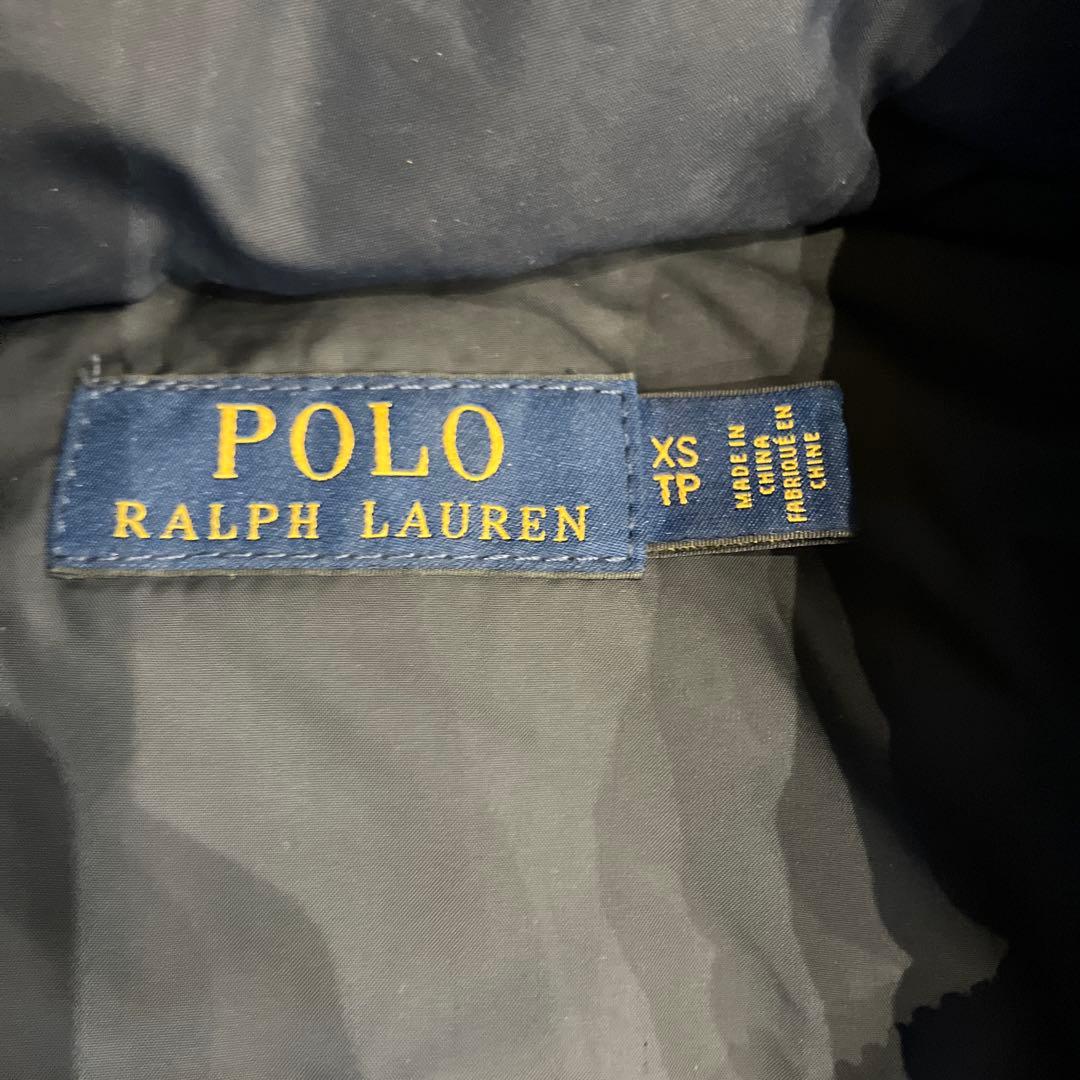 POLO
RALPH LAUREN
XS
TP
MADE IN
CHINA
FABRIQUÉ EN
CHINE